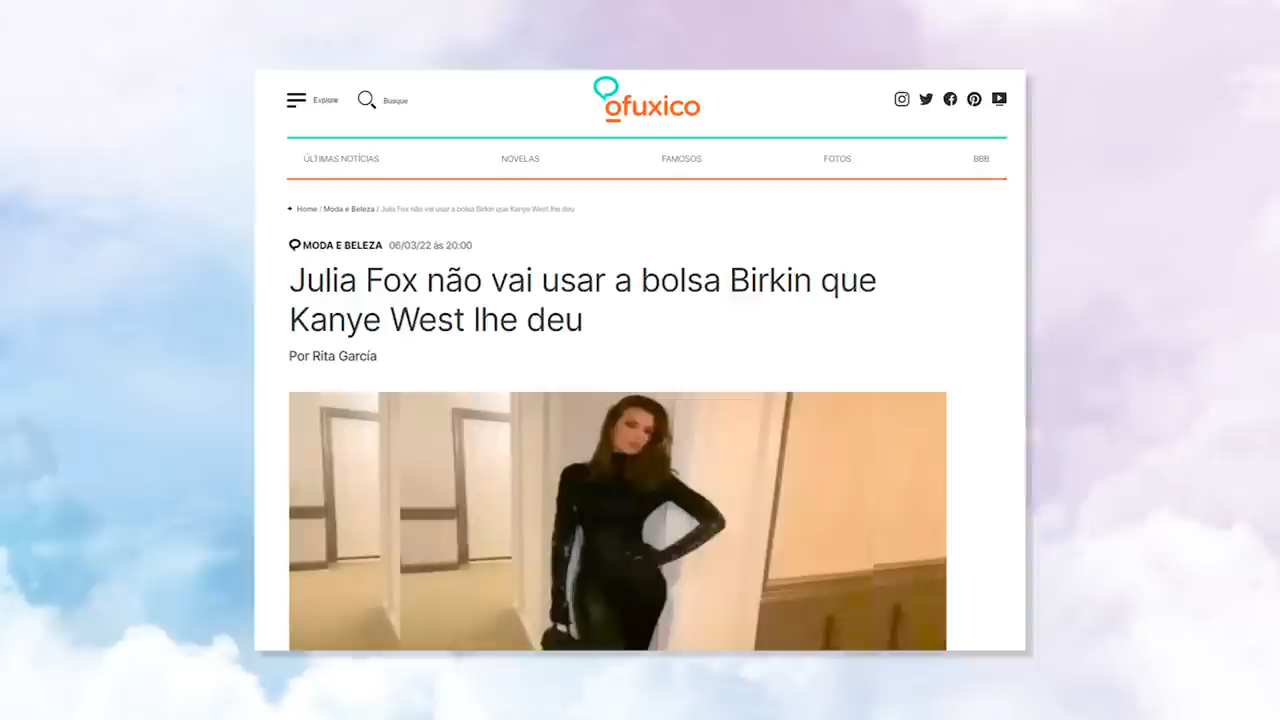 Explore
Busque
ofuxico
ÚLTIMAS NOTÍCIAS
NOVELAS
FAMOSOS
FOTOS
BBB
Home / Moda e Beleza / Julia Fox não vai usar a bolsa Birkin que Kanye West lhe deu
MODA E BELEZA 06/03/22 às 20:00
Julia Fox não vai usar a bolsa Birkin que
Kanye West lhe deu
Por Rita García